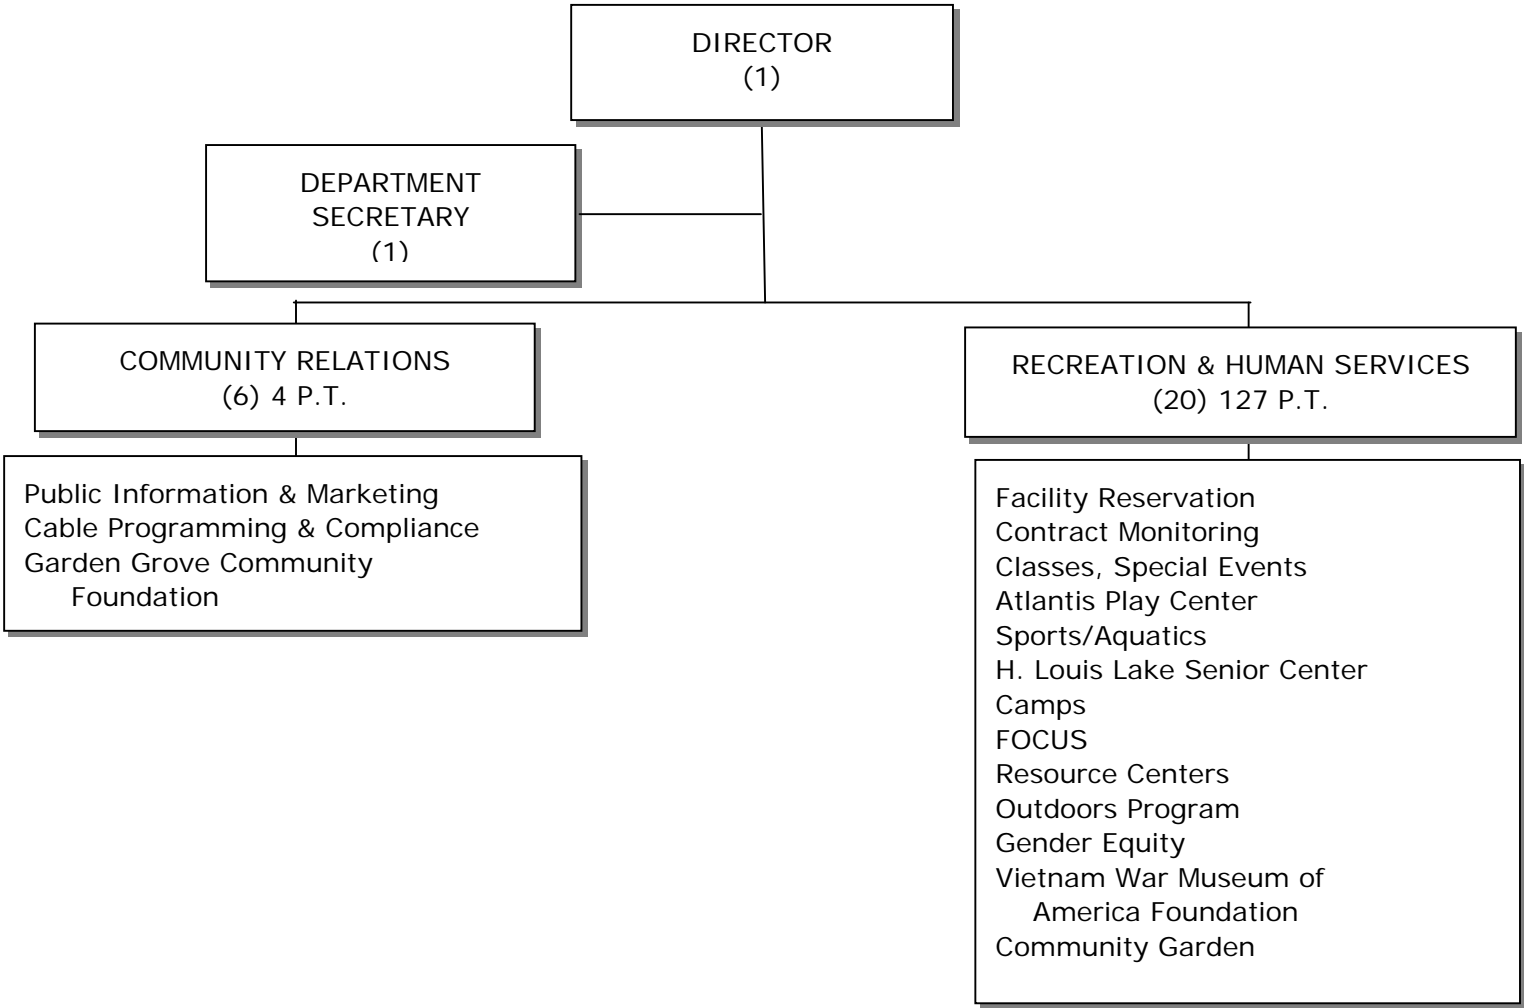 DIRECTOR
(1)
DEPARTMENT
SECRETARY
(1)
COMMUNITY RELATIONS
(6) 4 P.T.
Public Information & Marketing
Cable Programming & Compliance
Garden Grove Community
Foundation
RECREATION & HUMAN SERVICES
(20) 127 P.T.
Facility Reservation
Contract Monitoring
Classes, Special Events
Atlantis Play Center
Sports/Aquatics
H. Louis Lake Senior Center
Camps
FOCUS
Resource Centers
Outdoors Program
Gender Equity
Vietnam War Museum of
America Foundation
Community Garden